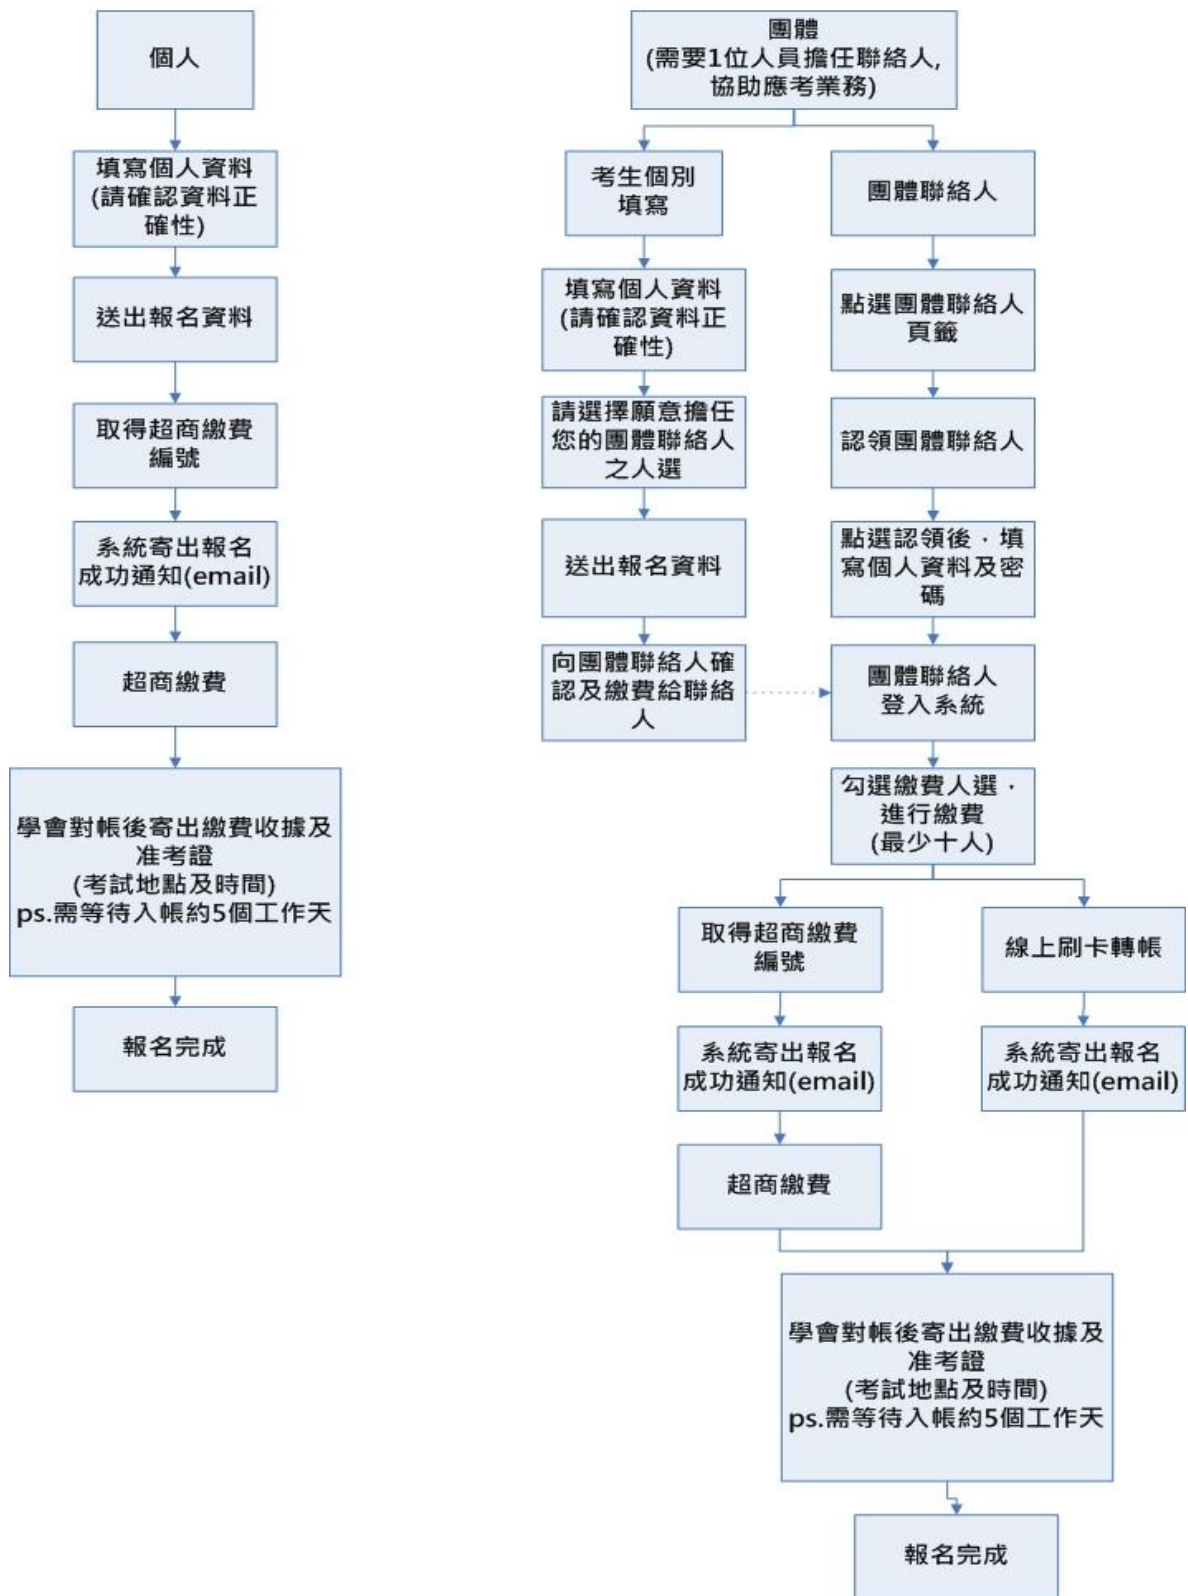 個人
填寫個人資料
(請確認資料正
確性)
送出報名資料
取得超商繳費
編號
系統寄出報名
成功通知(email)
超商繳費
學會對帳後寄出繳費收據及
准考證
(考試地點及時間)
ps.需等待入帳約5個工作天
報名完成
團體
(需要1位人員擔任聯絡人,
協助應考業務)
考生個別
填寫
填寫個人資料
(請確認資料正
確性)
請選擇願意擔任
您的團體聯絡人
之人選
送出報名資料
向團體聯絡人確
認及繳費給聯絡
人
團體聯絡人
點選團體聯絡人
頁籤
認領團體聯絡人
點選認領後，填
寫個人資料及密
碼
團體聯絡人
登入系統
勾選繳費人選，
進行繳費
(最少十人)
取得超商繳費
編號
系統寄出報名
成功通知(email)
超商繳費
線上刷卡轉帳
系統寄出報名
成功通知(email)
學會對帳後寄出繳費收據及
准考證
(考試地點及時間)
ps.需等待入帳約5個工作天
報名完成